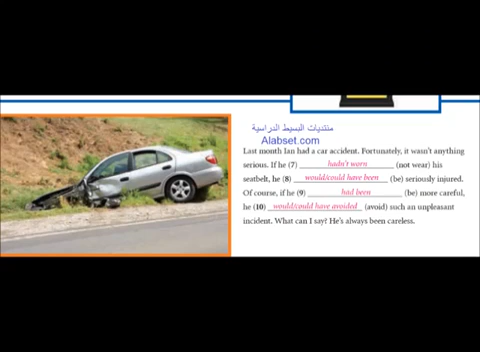 منتديات البسيط الدراسية
Alabset.com
Last month Ian had a car accident. Fortunately, it wasn't anything
serious. If he (7) hadn't worn (not wear) his
seatbelt, he (8) would/could have been (be) seriously injured.
Of course, if he (9) had been (be) more careful,
he (10) would/could have avoided (avoid) such an unpleasant
incident. What can I say? He's always been careless.